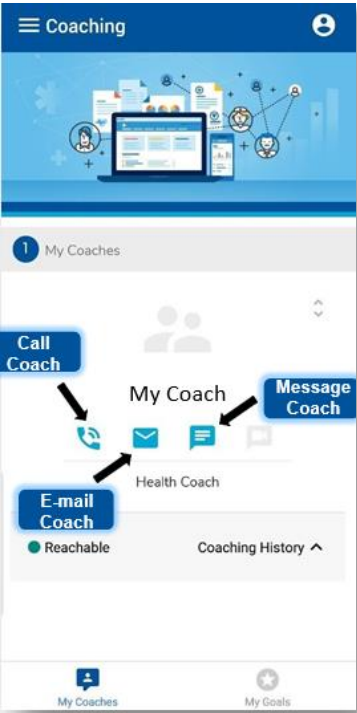 Coaching
1 My Coaches
Call
Coach
My Coach
Message
Coach
Health Coach
E-mail
Coach
Reachable Coaching History
My Coaches My Goals